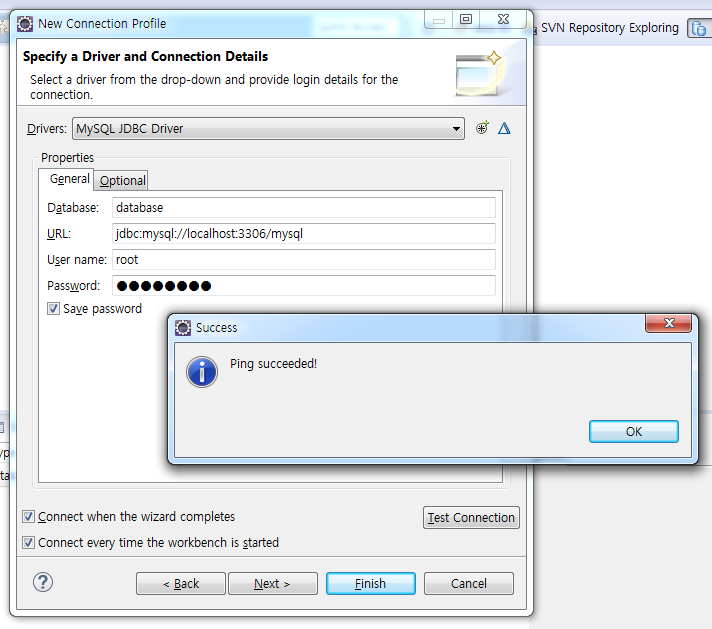 New Connection Profile
SVN Repository Exploring
Specify a Driver and Connection Details
Select a driver from the drop-down and provide login details for the
connection.
Drivers: MySQL JDBC Driver
Properties
General Optional
Database: database
URL: jdbc:mysql://localhost:3306/mysql
User name: root
Password: ●●●●●●●●
Save password
Success
Ping succeeded!
OK
Connect when the wizard completes
Test Connection
Connect every time the workbench is started
? < Back Next > Finish Cancel